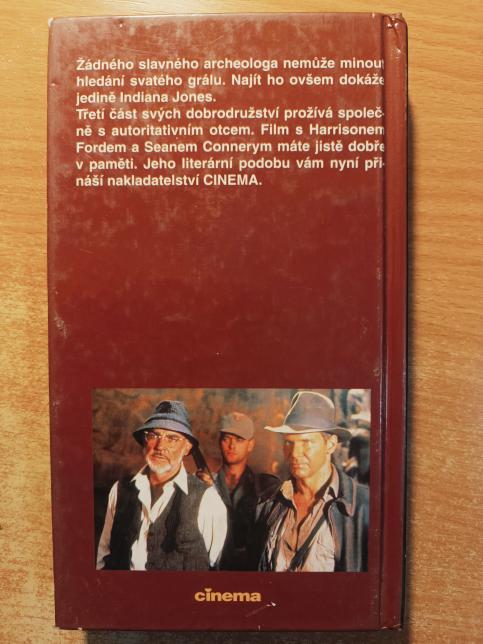 Žádného slavného archeologa nemůže minout
hledání svatého grálu. Najít ho ovšem dokáže
jedině Indiana Jones.
Třetí část svých dobrodružství prožívá společ-
ně s autoritativním otcem. Film s Harrisonem
Fordem a Seanem Connerym máte jistě dobře
v paměti. Jeho literární podobu vám nyní při-
náší nakladatelství CINEMA.
cinema